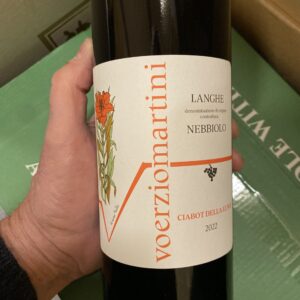 voerziomartini
LANGHE
denominazione di origine
controllata
NEBBIOLO
CIABOT DELLA LUNA
2022